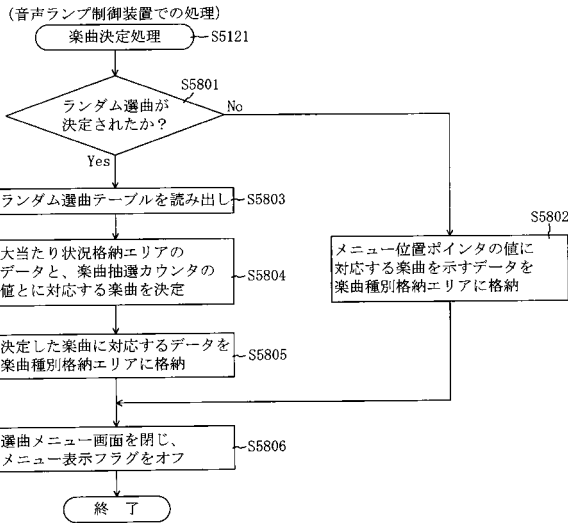 （音声ランプ制御装置での処理）
楽曲決定処理
S5121
S5801
ランダム選曲が
決定されたか？
No
Yes
ランダム選曲テーブルを読み出し
S5803
S5802
メニュー位置ポインタの値に
対応する楽曲を示すデータを
楽曲種別格納エリアに格納
大当たり状況格納エリアの
データと、楽曲抽選カウンタの
値とに対応する楽曲を決定
S5804
決定した楽曲に対応するデータを
楽曲種別格納エリアに格納
S5805
選曲メニュー画面を閉じ、
メニュー表示フラグをオフ
S5806
終 了